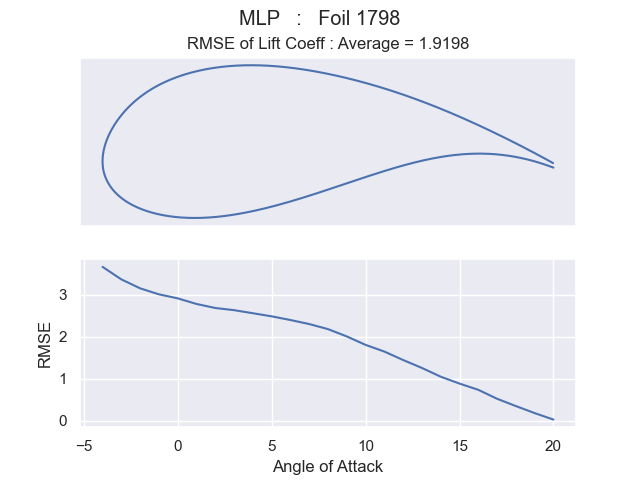 MLP : Foil 1798
RMSE of Lift Coeff : Average = 1.9198
3
2
1
0
RMSE
−5 0 5 10 15 20
Angle of Attack